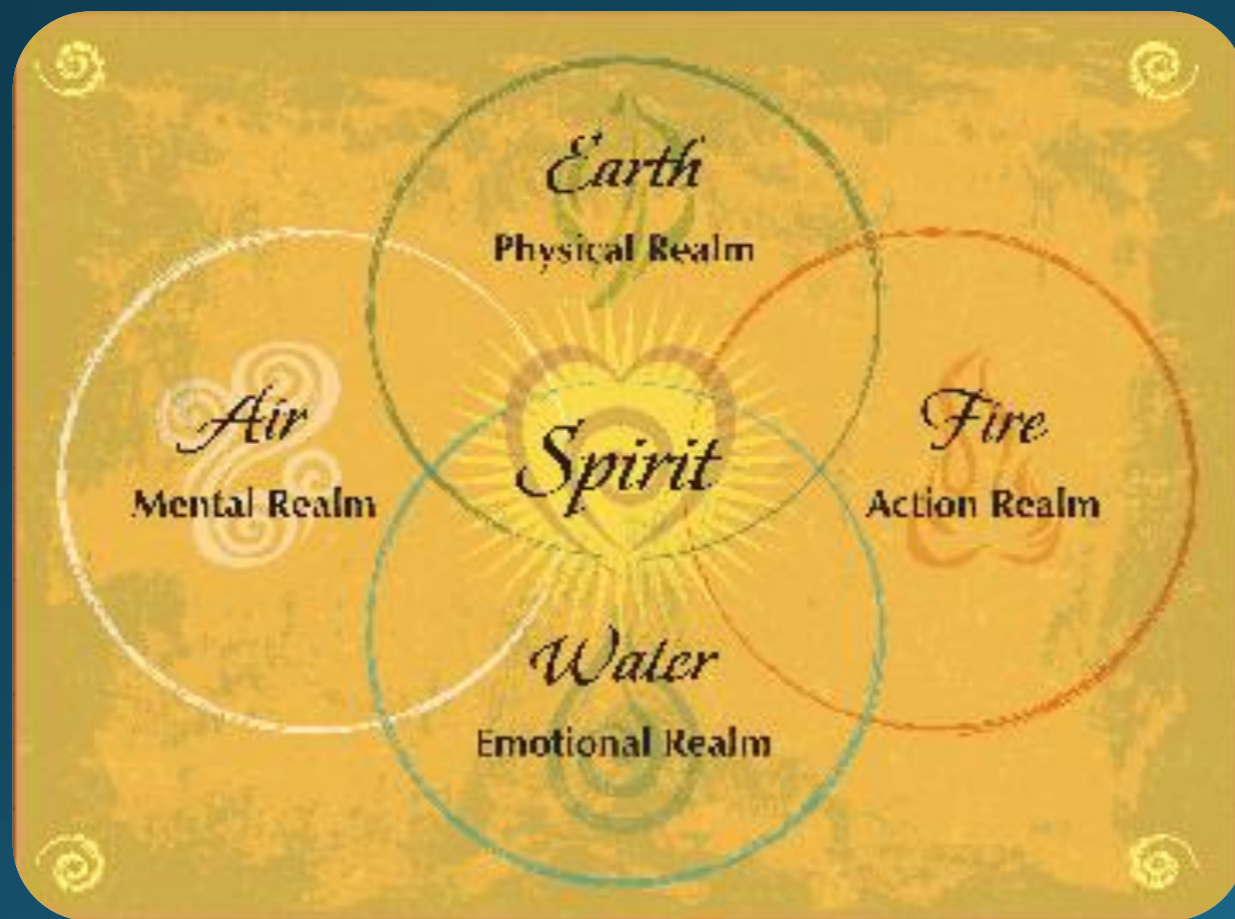 Earth
Physical Realm
Air
Mental Realm
Spirit
Fire
Action Realm
Water
Emotional Realm